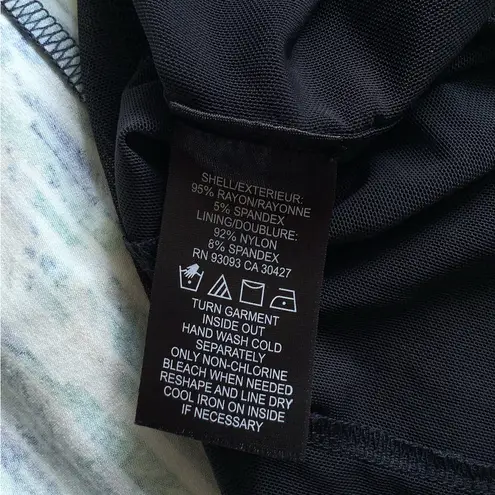 SHELL/EXTERIEUR:
95% RAYON/RAYONNE
5% SPANDEX
LINING/DOUBLURE:
92% NYLON
8% SPANDEX
RN 93093 CA 30427
TURN GARMENT
INSIDE OUT
HAND WASH COLD
SEPARATELY
ONLY NON-CHLORINE
BLEACH WHEN NEEDED
RESHAPE AND LINE DRY
COOL IRON ON INSIDE
IF NECESSARY